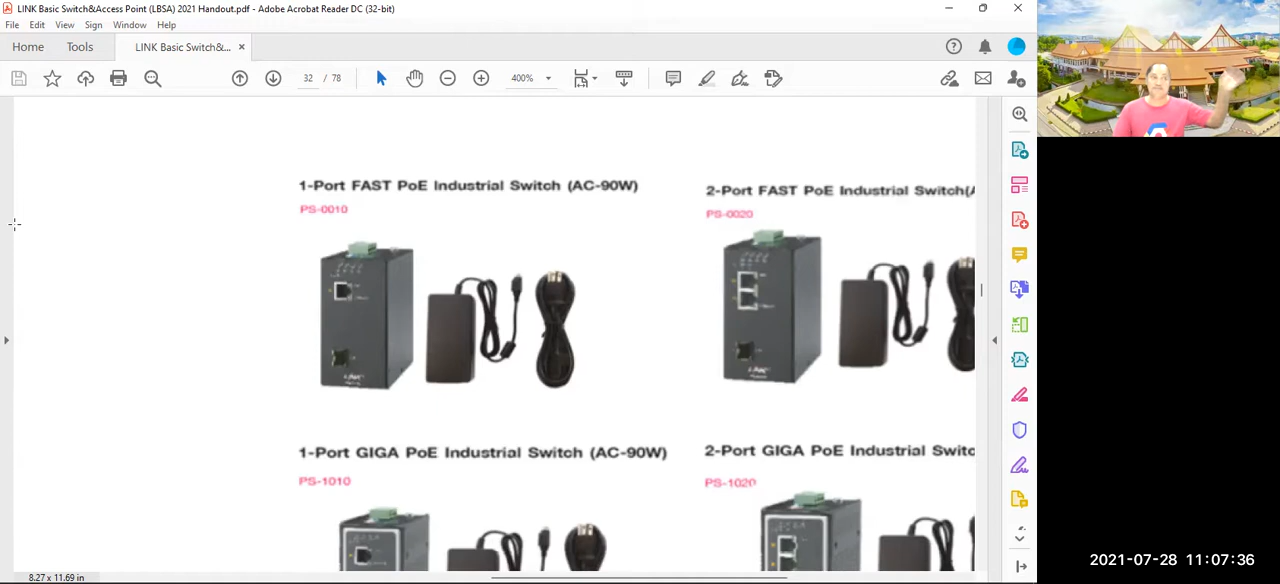 LINK Basic Switch&Access Point (LBSA) 2021 Handout.pdf - Adobe Acrobat Reader DC (32-bit)
File Edit View Sign Window Help
Home Tools LINK Basic Switch&... ×
32 / 78 400%
1-Port FAST PoE Industrial Switch (AC-90W)
PS-0010
2-Port FAST PoE Industrial Switch(A
PS-0020
LINK
LINK
1-Port GIGA PoE Industrial Switch (AC-90W)
PS-1010
2-Port GIGA PoE Industrial Switc
PS-1020
8.27 x 11.69 in
2021-07-28 11:07:36